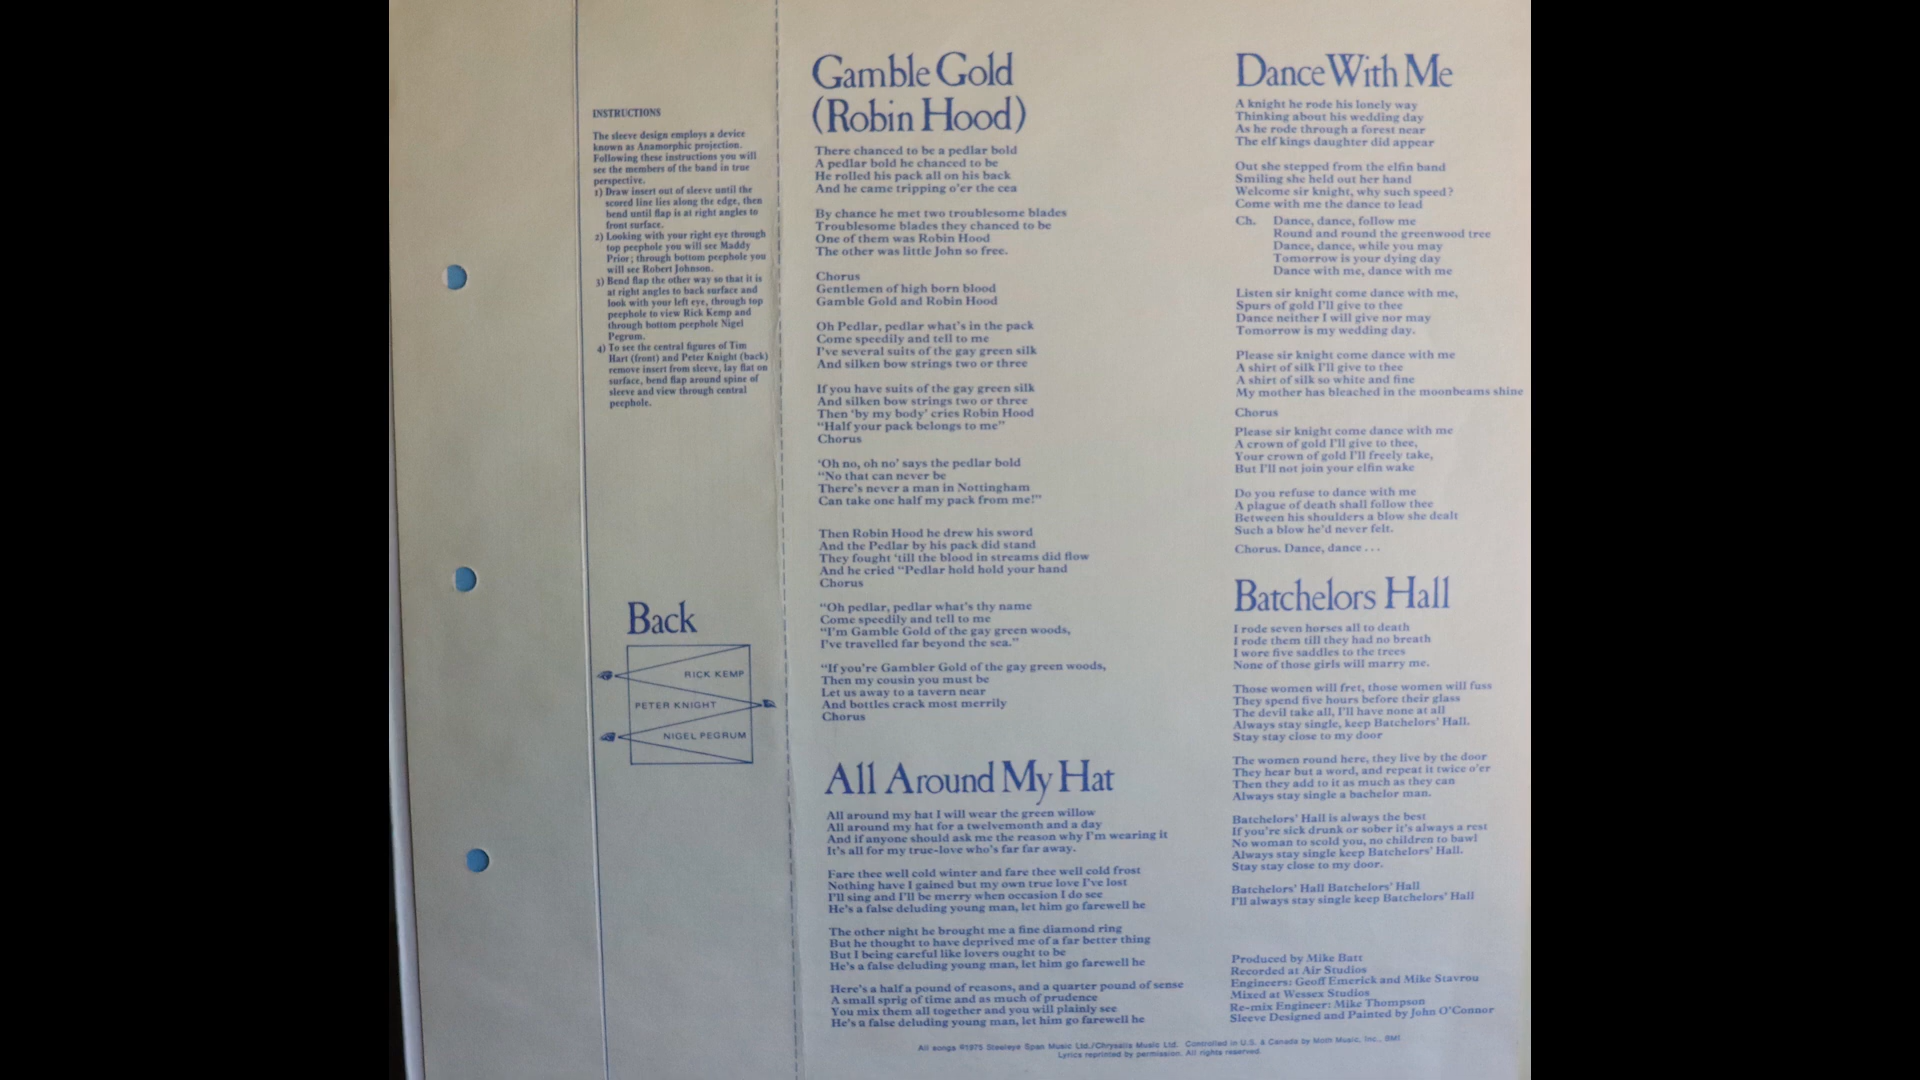 INSTRUCTIONS
The sleeve design employs a device
known as Anamorphic projection.
Following these instructions you will
see the members of the band in true
perspective.
1) Draw insert out of sleeve until the
scored line lies along the edge, then
bend until flap is at right angles to
front surface.
2) Looking with your right eye through
top peephole you will see Maddy
Prior; through bottom peephole you
will see Robert Johnson.
3) Bend flap the other way so that it is
at right angles to back surface and
look with your left eye, through top
peephole to view Rick Kemp and
through bottom peephole Nigel
Pegrum.
4) To see the central figures of Tim
Hart (front) and Peter Knight (back)
remove insert from sleeve, lay flat on
surface, bend flap around spine of
sleeve and view through central
peephole.
Back
RICK KEMP
PETER KNIGHT
NIGEL PEGRUM
Gamble Gold
(Robin Hood)
There chanced to be a pedlar bold
A pedlar bold he chanced to be
He rolled his pack all on his back
And he came tripping o'er the cea
By chance he met two troublesome blades
Troublesome blades they chanced to be
One of them was Robin Hood
The other was little John so free.
Chorus
Gentlemen of high born blood
Gamble Gold and Robin Hood
Oh Pedlar, pedlar what's in the pack
Come speedily and tell to me
I've several suits of the gay green silk
And silken bow strings two or three
If you have suits of the gay green silk
And silken bow strings two or three
Then 'by my body' cries Robin Hood
"Half your pack belongs to me"
Chorus
'Oh no, oh no' says the pedlar bold
"No that can never be
There's never a man in Nottingham
Can take one half my pack from me!"
Then Robin Hood he drew his sword
And the Pedlar by his pack did stand
They fought 'till the blood in streams did flow
And he cried "Pedlar hold hold your hand
Chorus
"Oh pedlar, pedlar what's thy name
Come speedily and tell to me
"I'm Gamble Gold of the gay green woods,
I've travelled far beyond the sea."
"If you're Gambler Gold of the gay green woods,
Then my cousin you must be
Let us away to a tavern near
And bottles crack most merrily
Chorus
All Around My Hat
All around my hat I will wear the green willow
All around my hat for a twelvemonth and a day
And if anyone should ask me the reason why I'm wearing it
It's all for my true-love who's far far away.
Fare thee well cold winter and fare thee well cold frost
Nothing have I gained but my own true love I've lost
I'll sing and I'll be merry when occasion I do see
He's a false deluding young man, let him go farewell he
The other night he brought me a fine diamond ring
But he thought to have deprived me of a far better thing
But I being careful like lovers ought to be
He's a false deluding young man, let him go farewell he
Here's a half a pound of reasons, and a quarter pound of sense
A small sprig of time and as much of prudence
You mix them all together and you will plainly see
He's a false deluding young man, let him go farewell he
Dance With Me
A knight he rode his lonely way
Thinking about his wedding day
As he rode through a forest near
The elf kings daughter did appear
Out she stepped from the elfin band
Smiling she held out her hand
Welcome sir knight, why such speed?
Come with me the dance to lead
Ch. Dance, dance, follow me
Round and round the greenwood tree
Dance, dance, while you may
Tomorrow is your dying day
Dance with me, dance with me
Listen sir knight come dance with me,
Spurs of gold I'll give to thee
Dance neither I will give nor may
Tomorrow is my wedding day.
Please sir knight come dance with me
A shirt of silk I'll give to thee
A shirt of silk so white and fine
My mother has bleached in the moonbeams shine
Chorus
Please sir knight come dance with me
A crown of gold I'll give to thee,
Your crown of gold I'll freely take,
But I'll not join your elfin wake
Do you refuse to dance with me
A plague of death shall follow thee
Between his shoulders a blow she dealt
Such a blow he'd never felt.
Chorus. Dance, dance ...
Batchelors Hall
I rode seven horses all to death
I rode them till they had no breath
I wore five saddles to the trees
None of those girls will marry me.
Those women will fret, those women will fuss
They spend five hours before their glass
The devil take all, I'll have none at all
Always stay single, keep Batchelors' Hall.
Stay stay close to my door
The women round here, they live by the door
They hear but a word, and repeat it twice o'er
Then they add to it as much as they can
Always stay single a bachelor man.
Batchelors' Hall is always the best
If you're sick drunk or sober it's always a rest
No woman to scold you, no children to bawl
Always stay single keep Batchelors' Hall.
Stay stay close to my door.
Batchelors' Hall Batchelors' Hall
I'll always stay single keep Batchelors' Hall
Produced by Mike Batt
Recorded at Air Studios
Engineers: Geoff Emerick and Mike Stavrou
Mixed at Wessex Studios
Re-mix Engineer: Mike Thompson
Sleeve Designed and Painted by John O'Connor
All songs ©1975 Steeleye Span Music Ltd./Chrysalis Music Ltd. Controlled in U.S. & Canada by Moth Music, Inc., BMI
Lyrics reprinted by permission. All rights reserved.